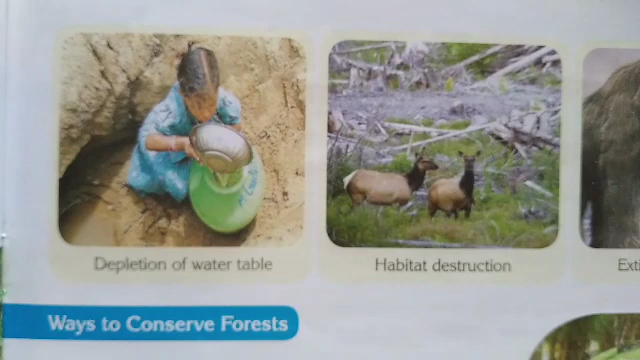 Depletion of water table
Habitat destruction
Ways to Conserve Forests